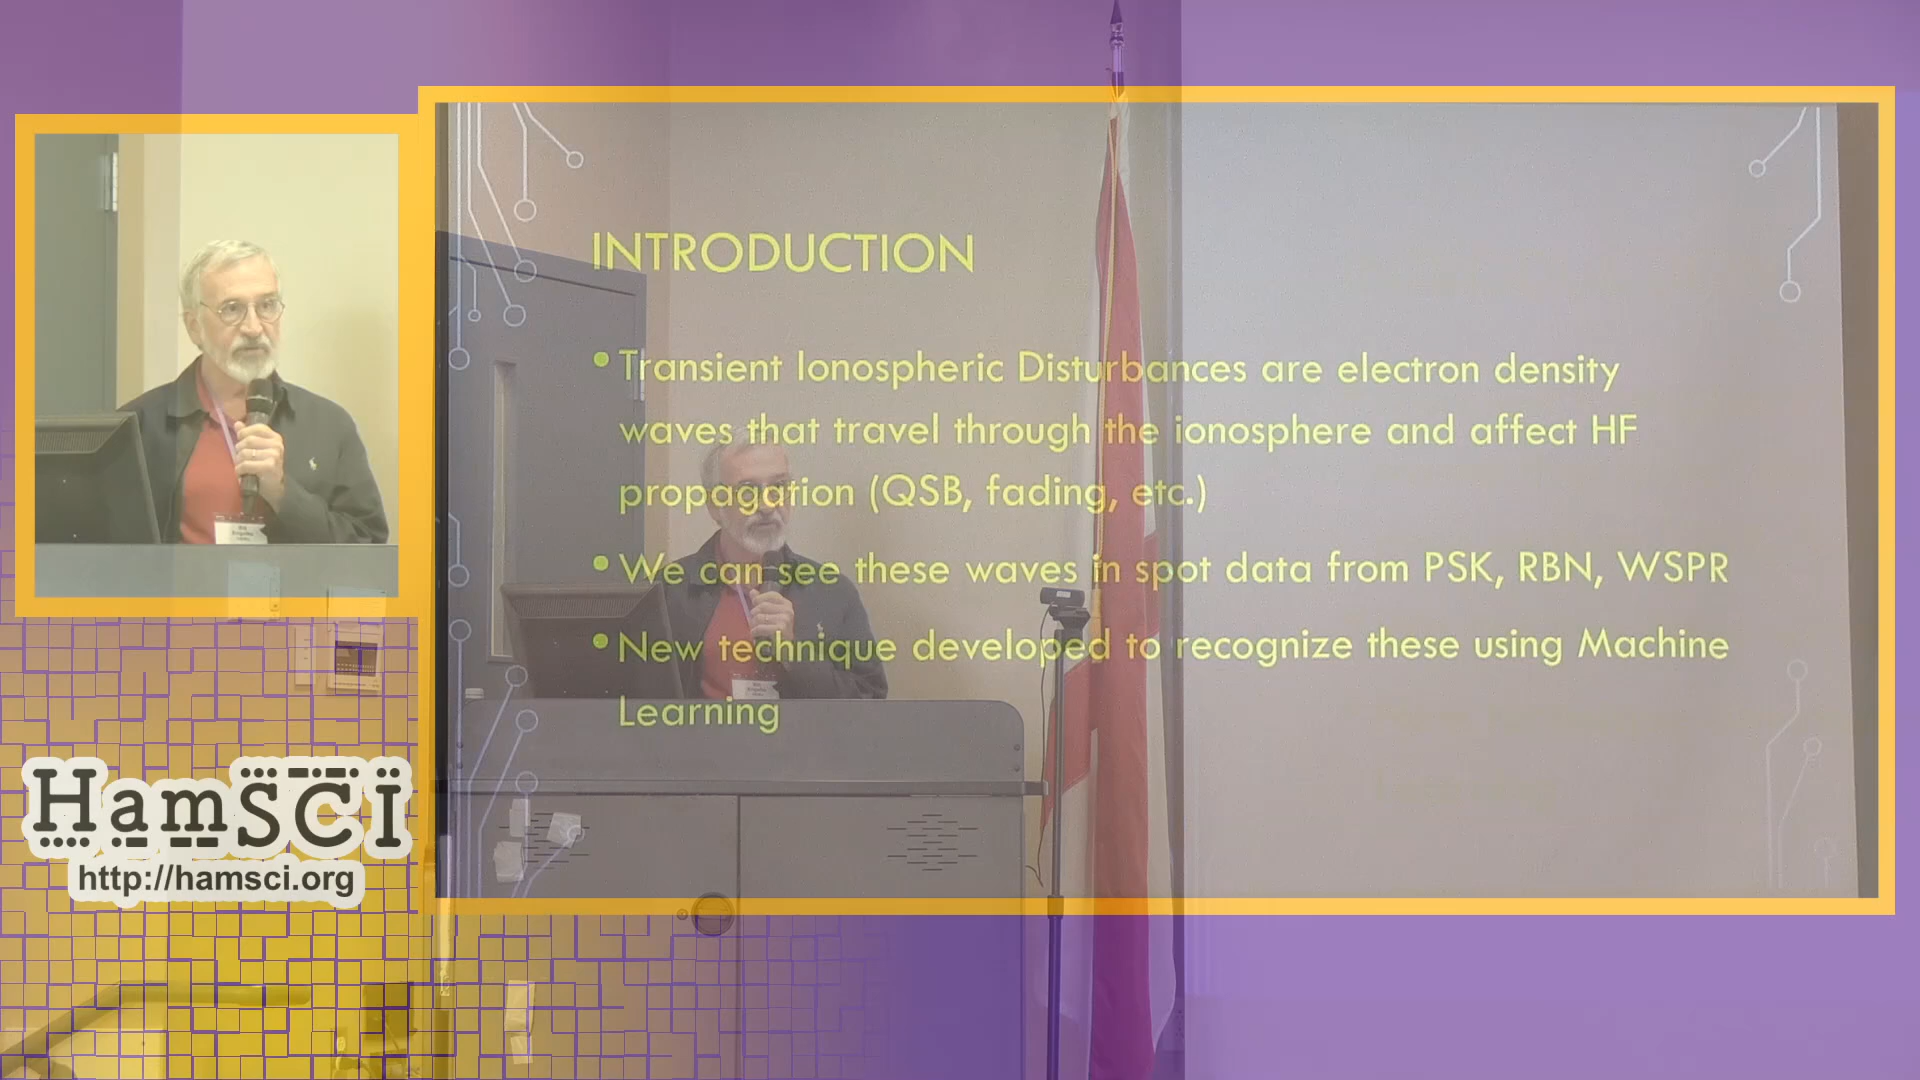 INTRODUCTION
• Transient Ionospheric Disturbances are electron density
waves that travel through the ionosphere and affect HF
propagation (QSB, fading, etc.)
• We can see these waves in spot data from PSK, RBN, WSPR
• New technique developed to recognize these using Machine
Learning
HamSCI
http://hamsci.org